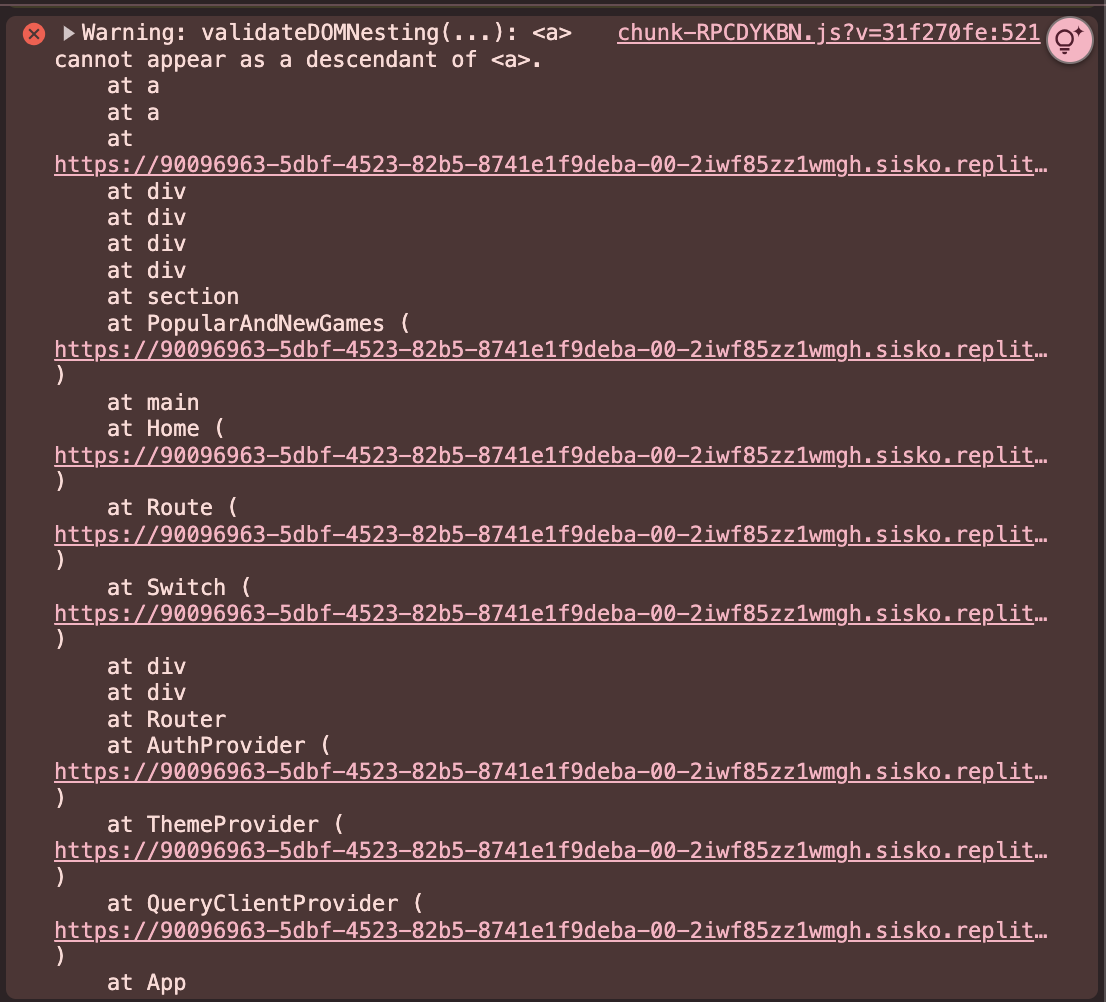 Warning: validateDOMNesting(...): <a> chunk-RPCDYKBN.js?v=31f270fe:521
cannot appear as a descendant of <a>.
at a
at a
at
https://90096963-5dbf-4523-82b5-8741e1f9deba-00-2iwf85zz1wmgh.sisko.replit…
at div
at div
at div
at div
at section
at PopularAndNewGames (
https://90096963-5dbf-4523-82b5-8741e1f9deba-00-2iwf85zz1wmgh.sisko.replit…
)
at main
at Home (
https://90096963-5dbf-4523-82b5-8741e1f9deba-00-2iwf85zz1wmgh.sisko.replit…
)
at Route (
https://90096963-5dbf-4523-82b5-8741e1f9deba-00-2iwf85zz1wmgh.sisko.replit…
)
at Switch (
https://90096963-5dbf-4523-82b5-8741e1f9deba-00-2iwf85zz1wmgh.sisko.replit…
)
at div
at div
at Router
at AuthProvider (
https://90096963-5dbf-4523-82b5-8741e1f9deba-00-2iwf85zz1wmgh.sisko.replit…
)
at ThemeProvider (
https://90096963-5dbf-4523-82b5-8741e1f9deba-00-2iwf85zz1wmgh.sisko.replit…
)
at QueryClientProvider (
https://90096963-5dbf-4523-82b5-8741e1f9deba-00-2iwf85zz1wmgh.sisko.replit…
)
at App